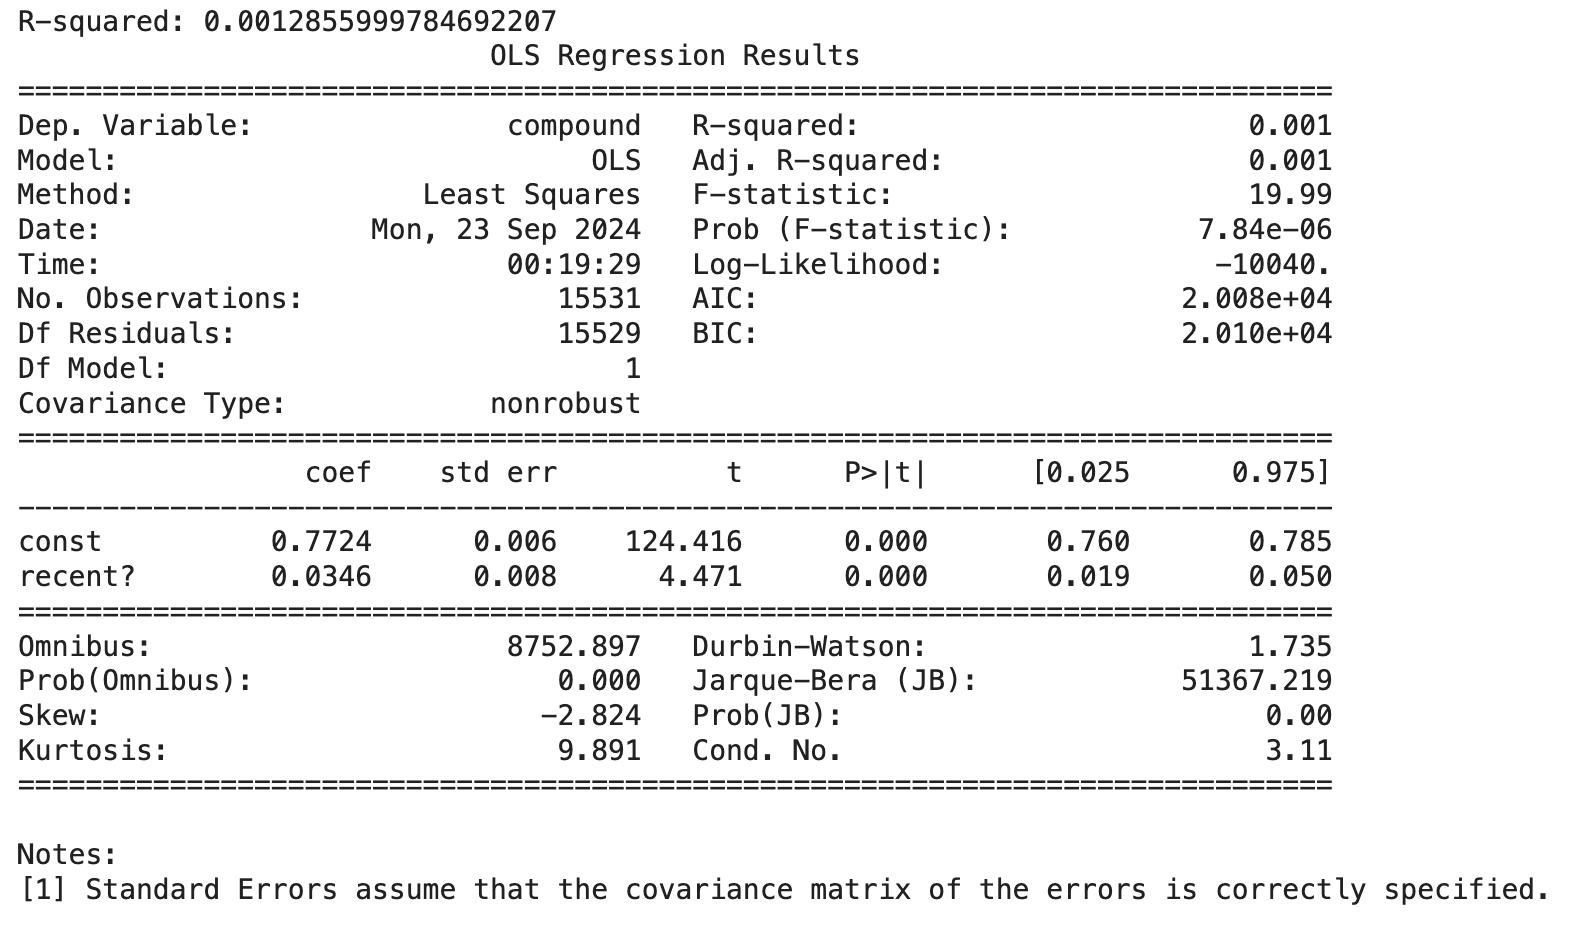 R-squared: 0.0012855999784692207
OLS Regression Results
==============================================================================
Dep. Variable:               compound   R-squared:                       0.001
Model:                            OLS   Adj. R-squared:                  0.001
Method:                 Least Squares   F-statistic:                     19.99
Date:                Mon, 23 Sep 2024   Prob (F-statistic):           7.84e-06
Time:                        00:19:29   Log-Likelihood:                -10040.
No. Observations:               15531   AIC:                         2.008e+04
Df Residuals:                   15529   BIC:                         2.010e+04
Df Model:                           1
Covariance Type:            nonrobust
==============================================================================
                 coef    std err          t      P>|t|      [0.025      0.975]
------------------------------------------------------------------------------
const          0.7724      0.006    124.416      0.000       0.760       0.785
recent?        0.0346      0.008      4.471      0.000       0.019       0.050
==============================================================================
Omnibus:                     8752.897   Durbin-Watson:                   1.735
Prob(Omnibus):                  0.000   Jarque-Bera (JB):            51367.219
Skew:                          -2.824   Prob(JB):                         0.00
Kurtosis:                       9.891   Cond. No.                         3.11
==============================================================================
Notes:
[1] Standard Errors assume that the covariance matrix of the errors is correctly specified.